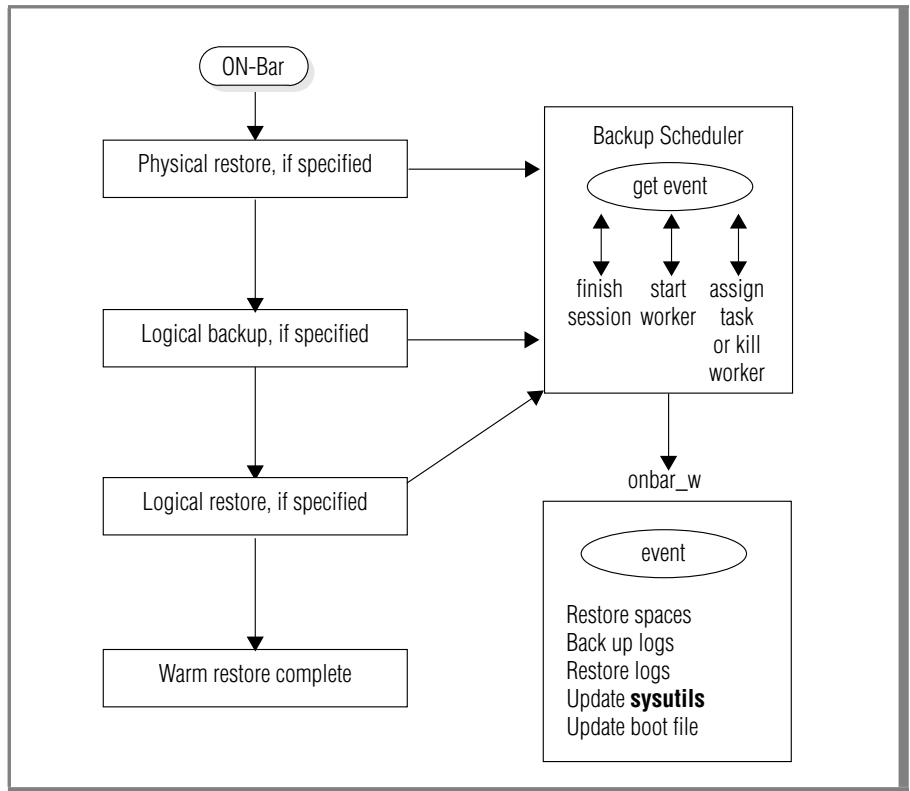 ON-Bar
Physical restore, if specified
Logical backup, if specified
Logical restore, if specified
Warm restore complete
Backup Scheduler
get event
finish
session
start
worker
assign
task
or kill
worker
onbar_w
event
Restore spaces
Back up logs
Restore logs
Update sysutils
Update boot file